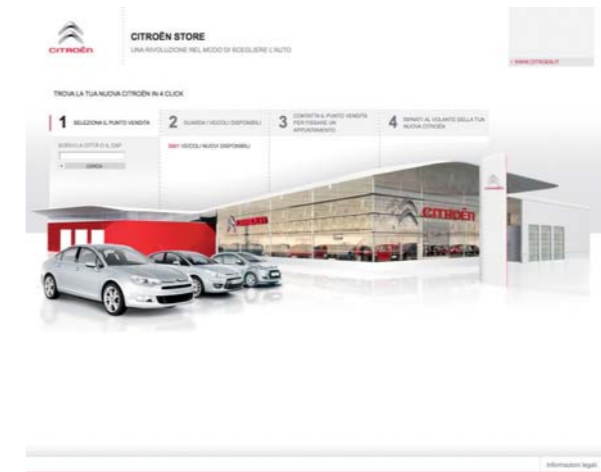 CITROËN
CITROËN STORE
UNA RIVOLUZIONE NEL MODO DI SCEGLIERE L'AUTO
WWW.CITROEN.IT
TROVA LA TUA NUOVA CITROËN IN 4 CLICK
1 SELEZIONA IL PUNTO VENDITA
2 GUARDA I VEICOLI DISPONIBILI
3 CONTATTA IL PUNTO VENDITA
PER FISSARE UN
APPUNTAMENTO
4 SIEDITI AL VOLANTE DELLA TUA
NUOVA CITROËN
SCRIVI LA CITTÀ O IL CAP
CERCA
VEICOLI NUOVI DISPONIBILI
CITROËN
Informazioni legali